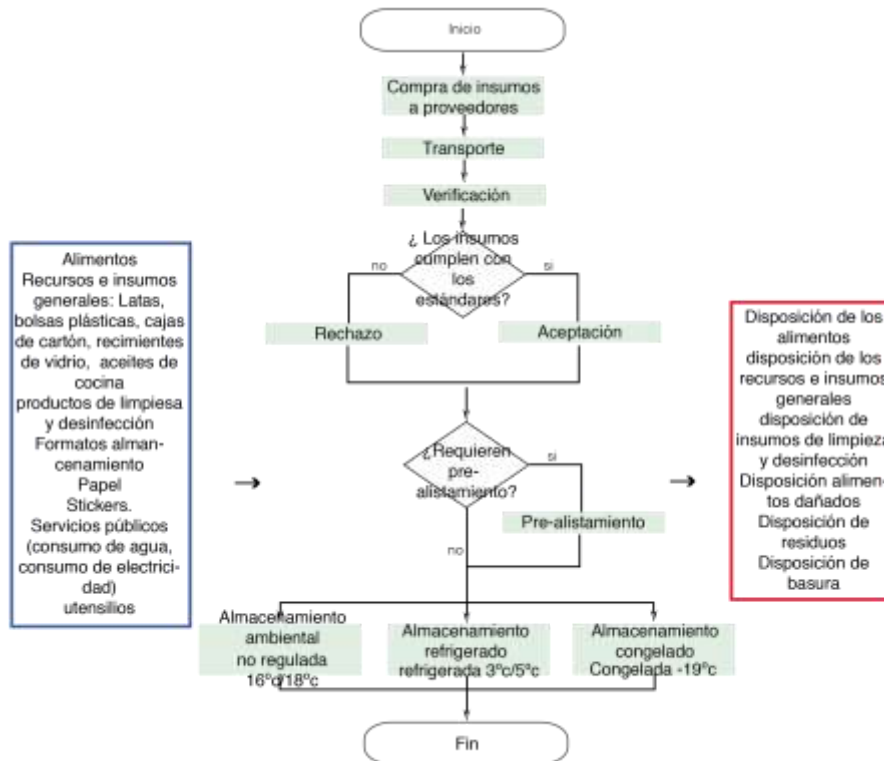 Inicio
Compra de insumos
a proveedores
Transporte
Verificación
¿ Los insumos
cumplen con
los
estándares?
no
si
Rechazo
Aceptación
Alimentos
Recursos e insumos
generales: Latas,
bolsas plásticas, cajas
de cartón, recimientes
de vidrio, aceites de
cocina
productos de limpiesa
y desinfección
Formatos alman-
cenamiento
Papel
Stickers.
Servicios públicos
(consumo de agua,
consumo de electrici-
dad)
utensilios
¿Requieren
pre-
alistamiento?
si
Pre-alistamiento
no
Disposición de los
alimentos
disposición de los
recursos e insumos
generales
disposición de
insumos de limpieza
y desinfección
Disposición alimen-
tos dañados
Disposición de
residuos
Disposición de
basura
Almacenamiento
ambiental
no regulada
16ºc/18ºc
Almacenamiento
refrigerado
refrigerada 3ºc/5ºc
Almacenamiento
congelado
Congelada -19ºc
Fin